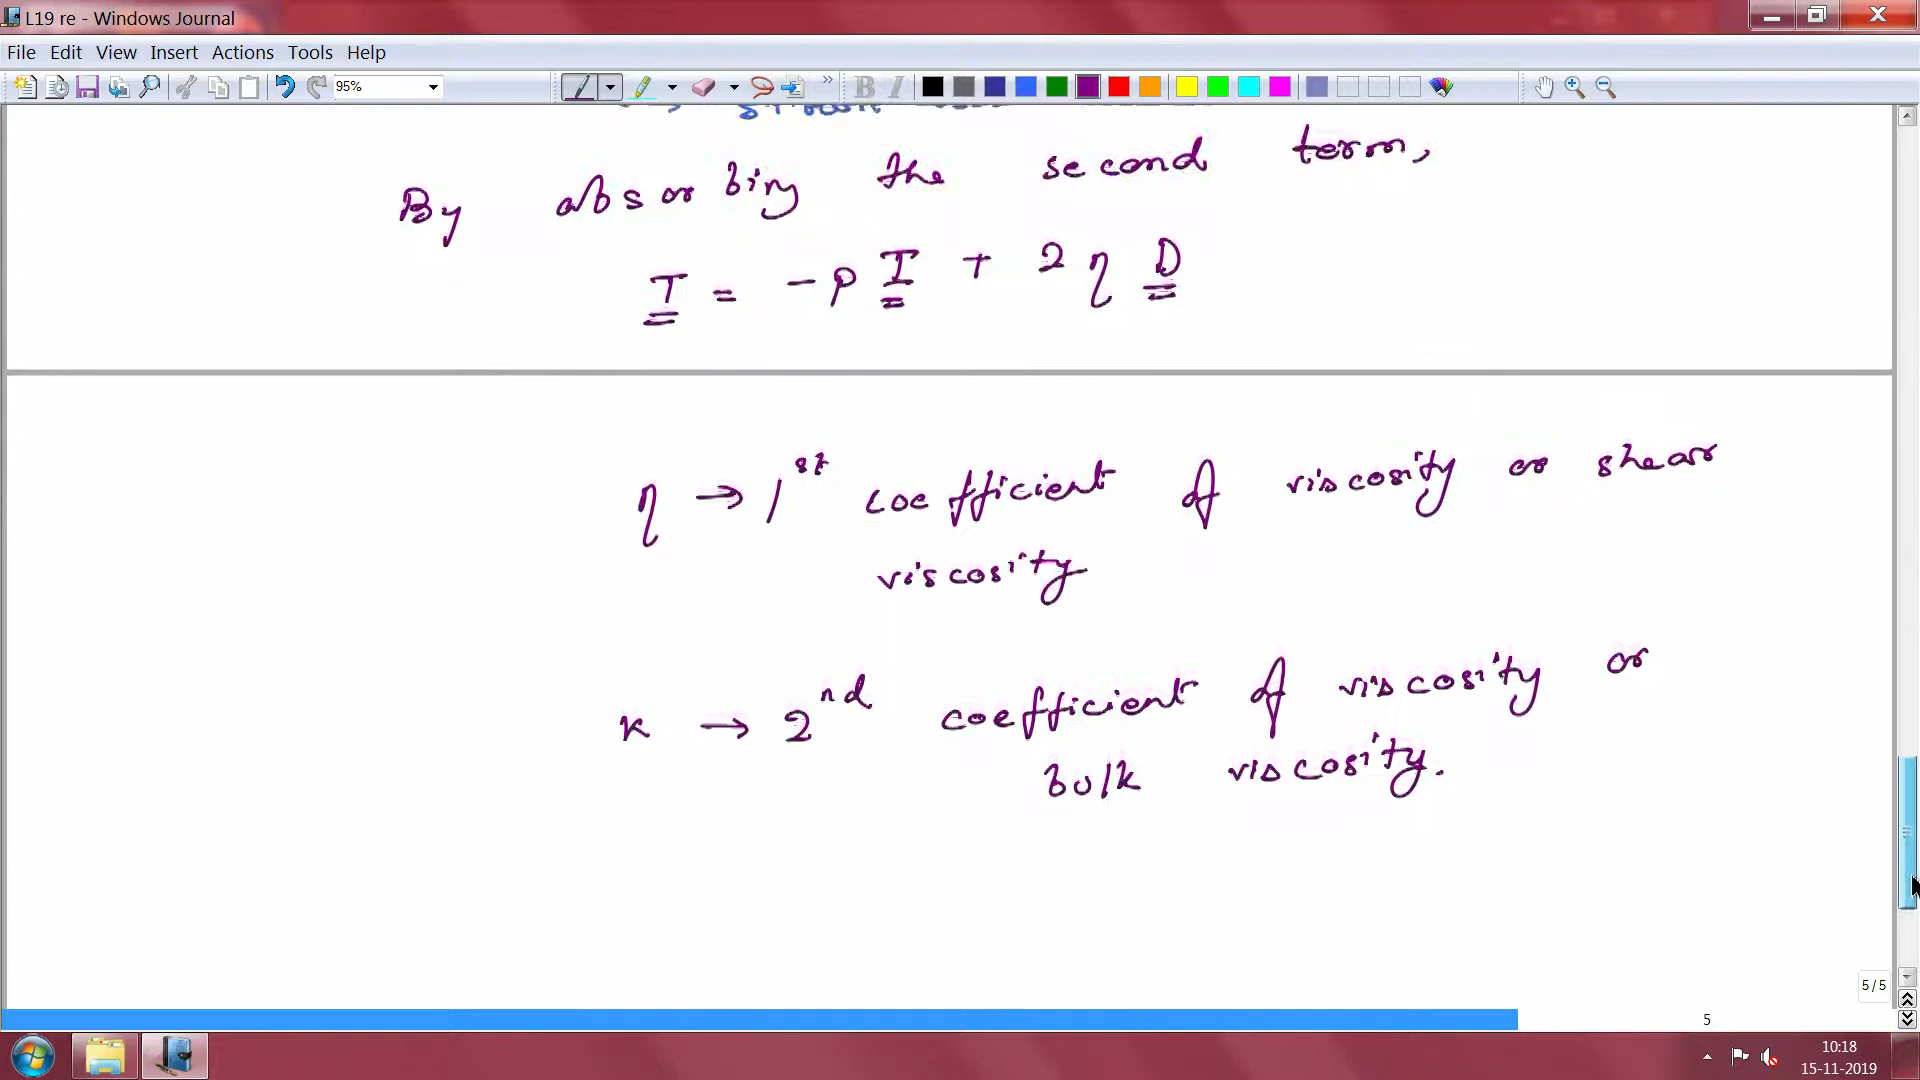 L19 re - Windows Journal
File Edit View Insert Actions Tools Help
95%
B I
By absorbing the second term,
T = -p I + 2 η D
η → 1st coefficient of viscosity or shear
viscosity
κ → 2nd coefficient of viscosity or
bulk viscosity.
5 / 5
5
10:18
15-11-2019